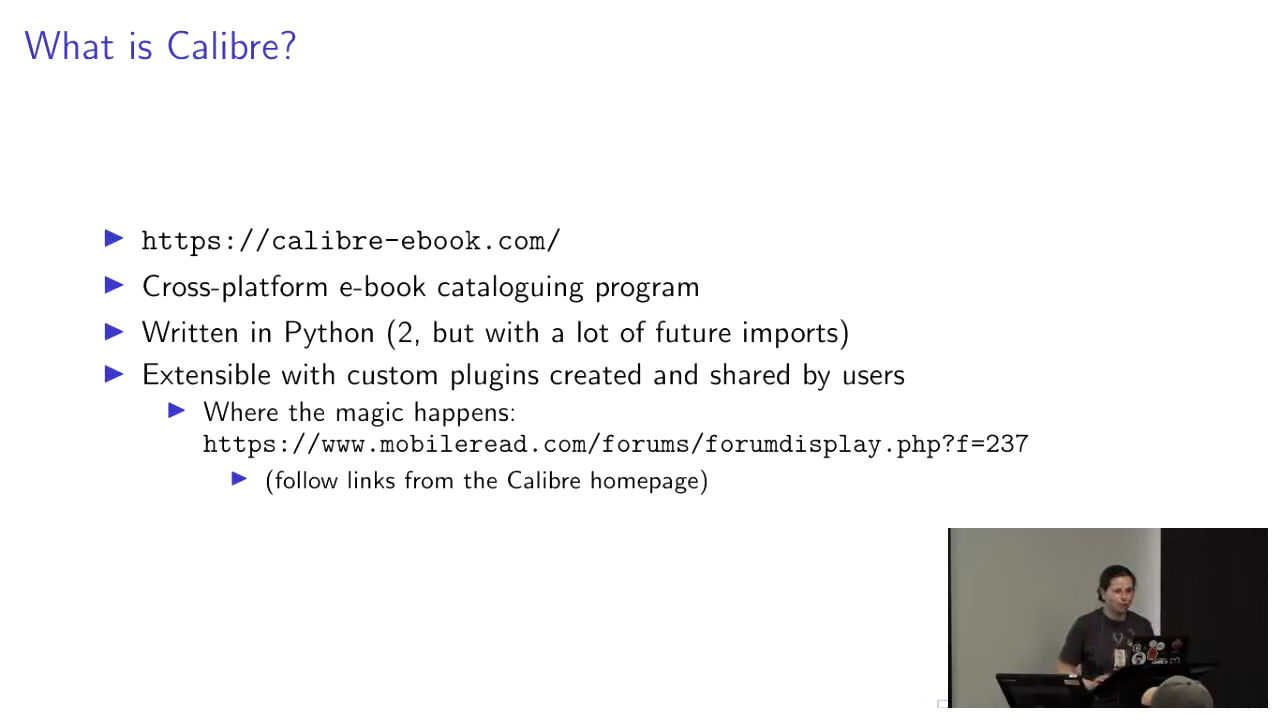 What is Calibre?
https://calibre-ebook.com/
Cross-platform e-book cataloguing program
Written in Python (2, but with a lot of future imports)
Extensible with custom plugins created and shared by users
Where the magic happens:
https://www.mobileread.com/forums/forumdisplay.php?f=237
(follow links from the Calibre homepage)